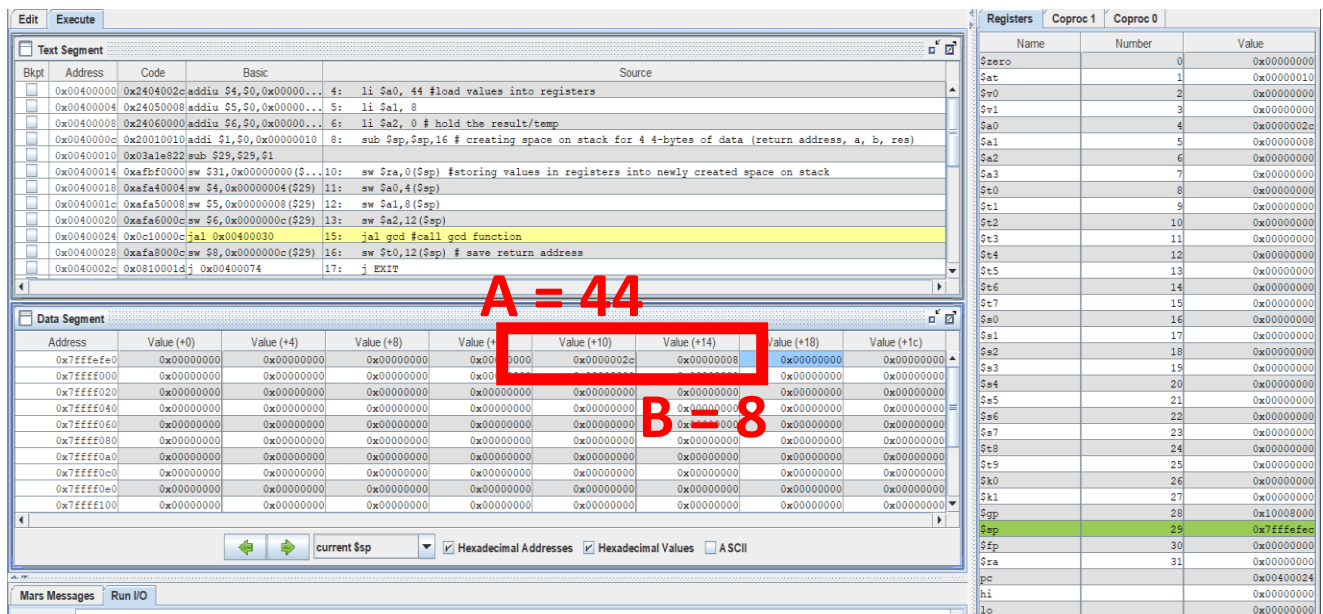 Edit Execute
Text Segment
Bkpt Address Code Basic Source
0x00400000 0x2404002c addiu $4,$0,0x00000... 4: li $a0, 44 #load values into registers
0x00400004 0x24050008 addiu $5,$0,0x00000... 5: li $a1, 8
0x00400008 0x24060000 addiu $6,$0,0x00000... 6: li $a2, 0 # hold the result/temp
0x0040000c 0x20010010 addi $1,$0,0x00000010 8: sub $sp,$sp,16 # creating space on stack for 4 4-bytes of data (return address, a, b, res)
0x00400010 0x03a1e822 sub $29,$29,$1
0x00400014 0xafbf0000 sw $31,0x00000000($... 10: sw $ra,0($sp) #storing values in registers into newly created space on stack
0x00400018 0xafa40004 sw $4,0x00000004($29) 11: sw $a0,4($sp)
0x0040001c 0xafa50008 sw $5,0x00000008($29) 12: sw $a1,8($sp)
0x00400020 0xafa6000c sw $6,0x0000000c($29) 13: sw $a2,12($sp)
0x00400024 0x0c10000c jal 0x00400030 15: jal gcd #call gcd function
0x00400028 0xafa8000c sw $8,0x0000000c($29) 16: sw $t0,12($sp) # save return address
0x0040002c 0x0810001d j 0x00400074 17: j EXIT
A = 44
Data Segment
Address Value (+0) Value (+4) Value (+8) Value (+ Value (+10) Value (+14) Value (+18) Value (+1c)
0x7fffefe0 0x00000000 0x00000000 0x00000000 0x00000000 0x0000002c 0x00000008 0x00000000 0x00000000
0x7ffff000 0x00000000 0x00000000 0x00000000 0x00000000 0x00000000 0x00000000
0x7ffff020 0x00000000 0x00000000 0x00000000 0x00000000 0x00000000 0x00000000 0x00000000 0x00000000
0x7ffff040 0x00000000 0x00000000 0x00000000 0x00000000 0x00000000 0x00000000 0x00000000
0x7ffff060 0x00000000 0x00000000 0x00000000 0x00000000 0x00000000 0x00000000 0x00000000
B = 8
0x7ffff080 0x00000000 0x00000000 0x00000000 0x00000000 0x00000000 0x00000000 0x00000000 0x00000000
0x7ffff0a0 0x00000000 0x00000000 0x00000000 0x00000000 0x00000000 0x00000000 0x00000000 0x00000000
0x7ffff0c0 0x00000000 0x00000000 0x00000000 0x00000000 0x00000000 0x00000000 0x00000000 0x00000000
0x7ffff0e0 0x00000000 0x00000000 0x00000000 0x00000000 0x00000000 0x00000000 0x00000000 0x00000000
0x7ffff100 0x00000000 0x00000000 0x00000000 0x00000000 0x00000000 0x00000000 0x00000000 0x00000000
current $sp Hexadecimal Addresses Hexadecimal Values ASCII
Mars Messages Run I/O
Registers Coproc 1 Coproc 0
Name Number Value
$zero 0 0x00000000
$at 1 0x00000010
$v0 2 0x00000000
$v1 3 0x00000000
$a0 4 0x0000002c
$a1 5 0x00000008
$a2 6 0x00000000
$a3 7 0x00000000
$t0 8 0x00000000
$t1 9 0x00000000
$t2 10 0x00000000
$t3 11 0x00000000
$t4 12 0x00000000
$t5 13 0x00000000
$t6 14 0x00000000
$t7 15 0x00000000
$s0 16 0x00000000
$s1 17 0x00000000
$s2 18 0x00000000
$s3 19 0x00000000
$s4 20 0x00000000
$s5 21 0x00000000
$s6 22 0x00000000
$s7 23 0x00000000
$t8 24 0x00000000
$t9 25 0x00000000
$k0 26 0x00000000
$k1 27 0x00000000
$gp 28 0x10008000
$sp 29 0x7fffefec
$fp 30 0x00000000
$ra 31 0x00000000
pc 0x00400024
hi 0x00000000
lo 0x00000000